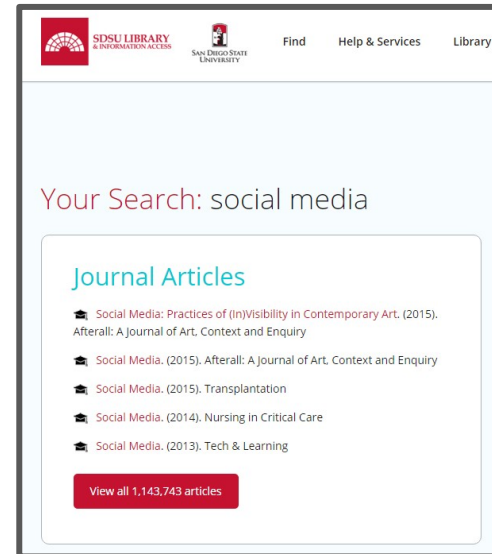 SDSU LIBRARY
& INFORMATION ACCESS
SAN DIEGO STATE
UNIVERSITY
Find Help & Services Library
Your Search: social media
Journal Articles
Social Media: Practices of (In)Visibility in Contemporary Art. (2015).
Afterall: A Journal of Art, Context and Enquiry
Social Media. (2015). Afterall: A Journal of Art, Context and Enquiry
Social Media. (2015). Transplantation
Social Media. (2014). Nursing in Critical Care
Social Media. (2013). Tech & Learning
View all 1,143,743 articles